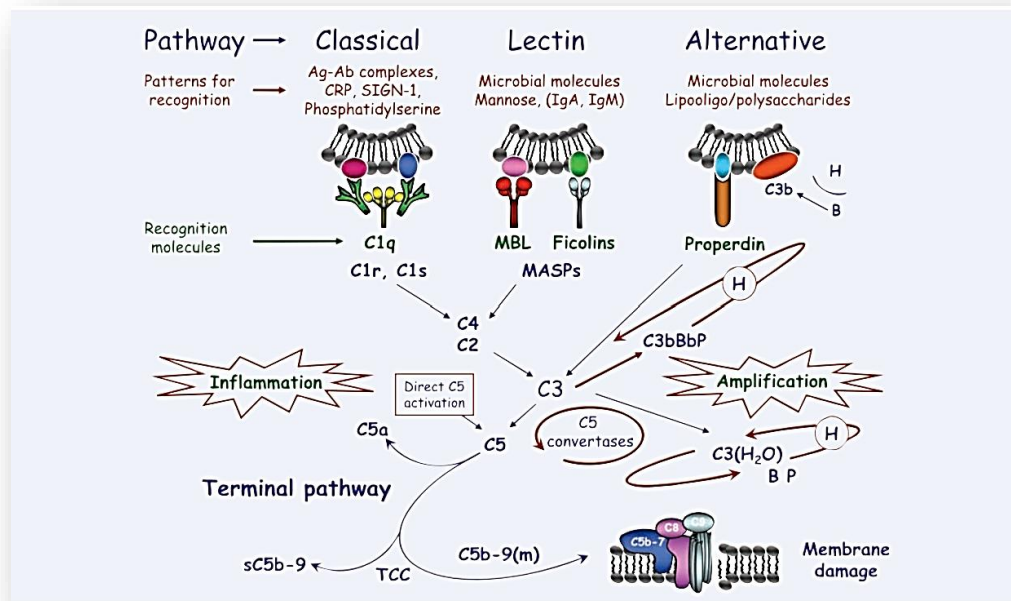 Pathway
Classical
Lectin
Alternative
Patterns for
recognition
Ag-Ab complexes,
CRP, SIGN-1,
Phosphatidylserine
Microbial molecules
Mannose, (IgA, IgM)
Microbial molecules
Lipooligo/polysaccharides
H
C3b
B
Recognition
molecules
C1q
MBL
Ficolins
Properdin
C1r, C1s
MASPs
H
C4
C2
C3bBbP
Inflammation
Direct C5
activation
C3
Amplification
C5a
C5
C5
convertases
H
C3(H₂O)
B P
Terminal pathway
C5b-7
C8
C9
sC5b-9
TCC
C5b-9(m)
Membrane
damage